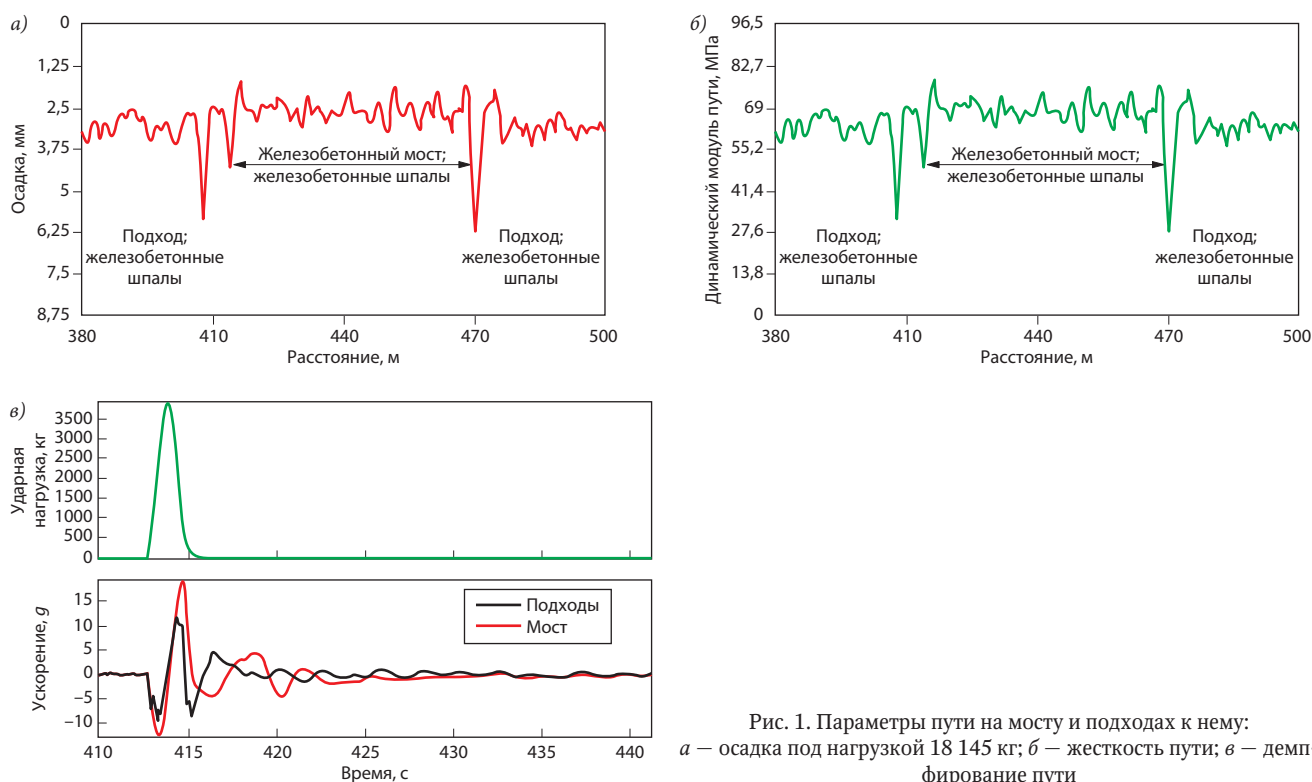 а)
0
1,25
2,5
3,75
5
6,25
7,5
8,75
Осадка, мм
Железобетонный мост;
железобетонные шпалы
Подход;
железобетонные
шпалы
Подход;
железобетонные
шпалы
380
410
440
470
500
Расстояние, м
б)
96,5
82,7
69
55,2
41,4
27,6
13,8
0
Динамический модуль пути, МПа
Железобетонный мост;
железобетонные шпалы
Подход;
железобетонные
шпалы
Подход;
железобетонные
шпалы
380
410
440
470
500
Расстояние, м
в)
3500
3000
2500
2000
1500
1000
500
0
Ударная
нагрузка, кг
15
10
5
0
−5
−10
Ускорение, g
Подходы
Мост
410
415
420
425
430
435
440
Время, с
Рис. 1. Параметры пути на мосту и подходах к нему:
а — осадка под нагрузкой 18 145 кг; б — жесткость пути; в — демп-
фирование пути